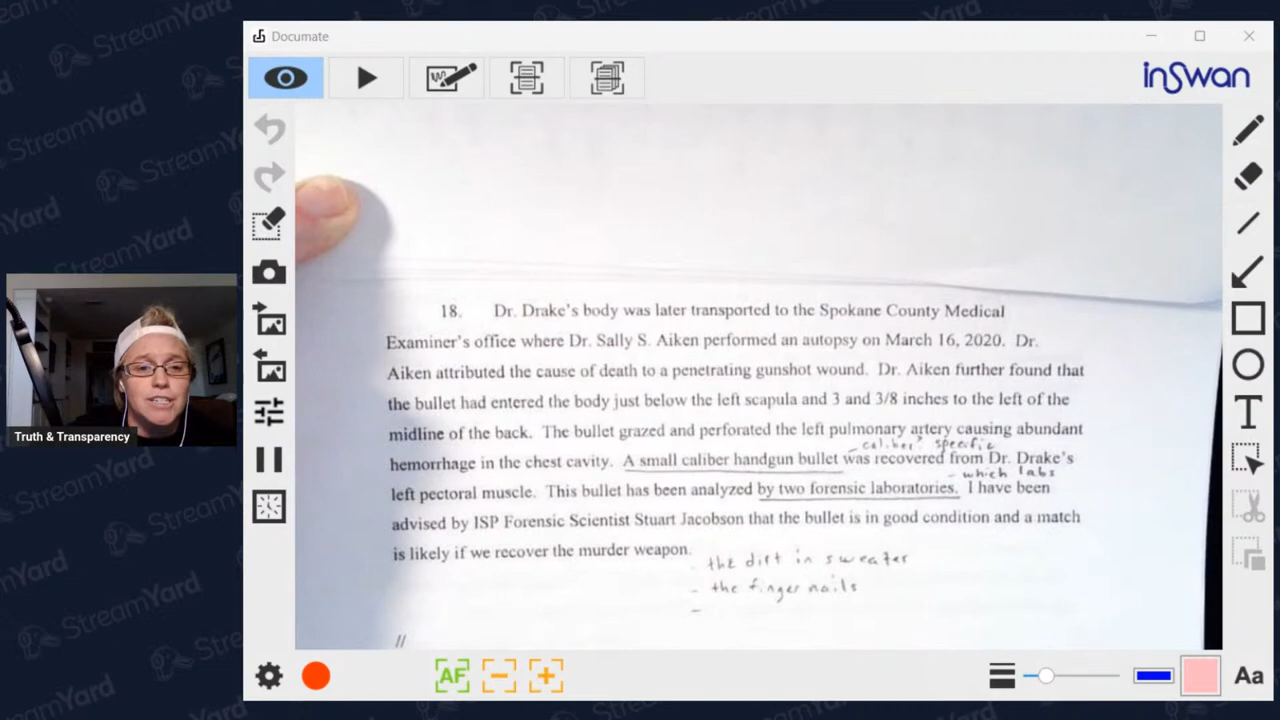 StreamYard
Documate
inSwan
18. Dr. Drake's body was later transported to the Spokane County Medical
Examiner's office where Dr. Sally S. Aiken performed an autopsy on March 16, 2020. Dr.
Aiken attributed the cause of death to a penetrating gunshot wound. Dr. Aiken further found that
the bullet had entered the body just below the left scapula and 3 and 3/8 inches to the left of the
midline of the back. The bullet grazed and perforated the left pulmonary artery causing abundant
- caliber? specific
hemorrhage in the chest cavity. A small caliber handgun bullet was recovered from Dr. Drake's
- which labs
left pectoral muscle. This bullet has been analyzed by two forensic laboratories. I have been
advised by ISP Forensic Scientist Stuart Jacobson that the bullet is in good condition and a match
is likely if we recover the murder weapon.
- the dirt in sweater
- the finger nails
-
//
Truth & Transparency
T
AF
Aa